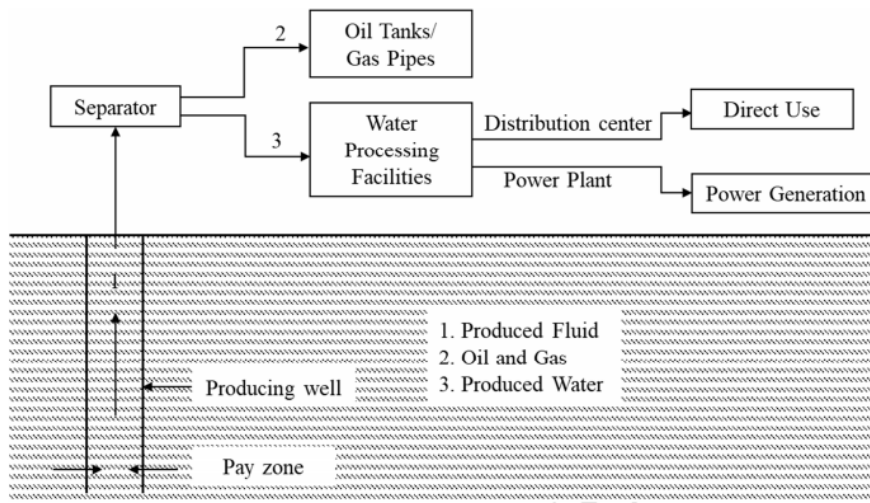 2
Oil Tanks/
Gas Pipes
Separator
3
Water
Processing
Facilities
Distribution center
Direct Use
Power Plant
Power Generation
1
1. Produced Fluid
2. Oil and Gas
3. Produced Water
Producing well
Pay zone